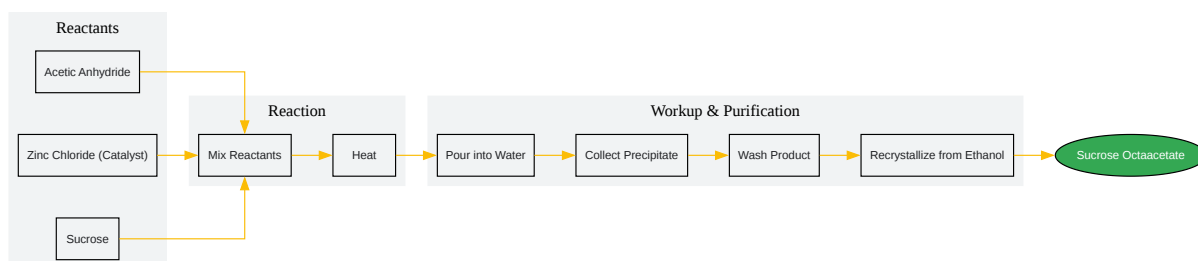 Reactants
Acetic Anhydride
Zinc Chloride (Catalyst)
Sucrose
Reaction
Mix Reactants
Heat
Workup & Purification
Pour into Water
Collect Precipitate
Wash Product
Recrystallize from Ethanol
Sucrose Octaacetate